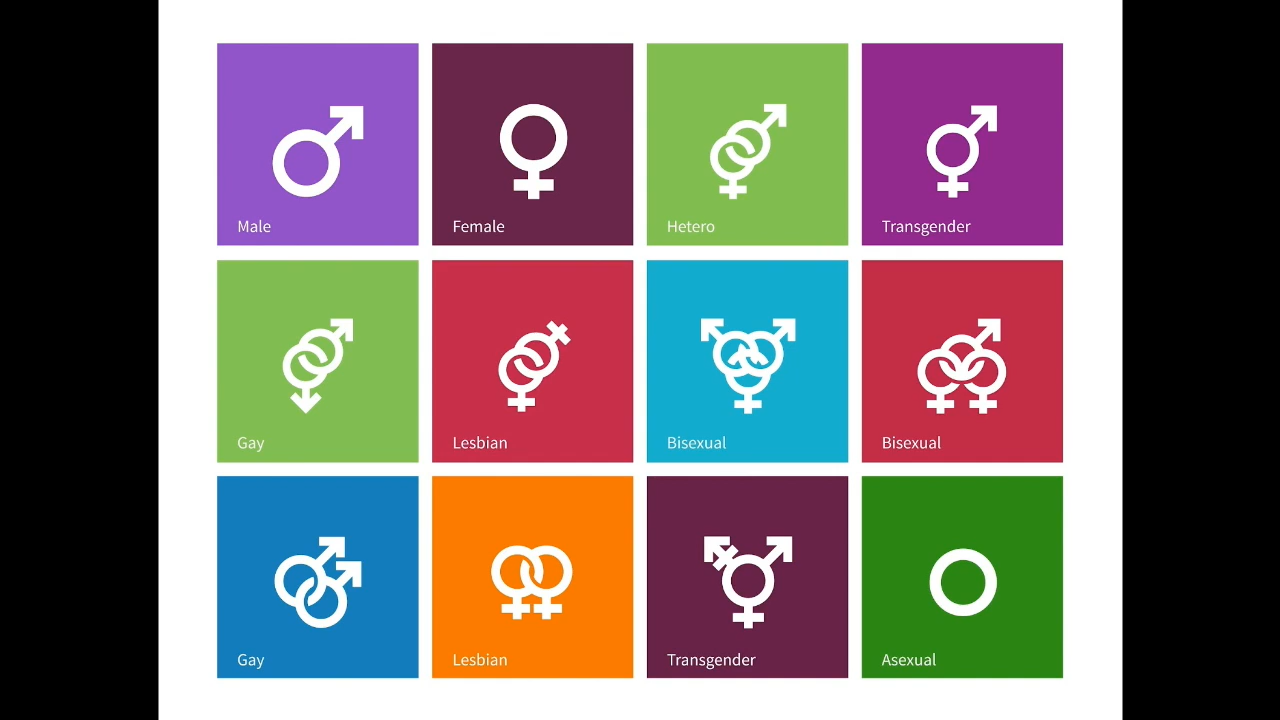 Male
Female
Hetero
Transgender
Gay
Lesbian
Bisexual
Bisexual
Gay
Lesbian
Transgender
Asexual